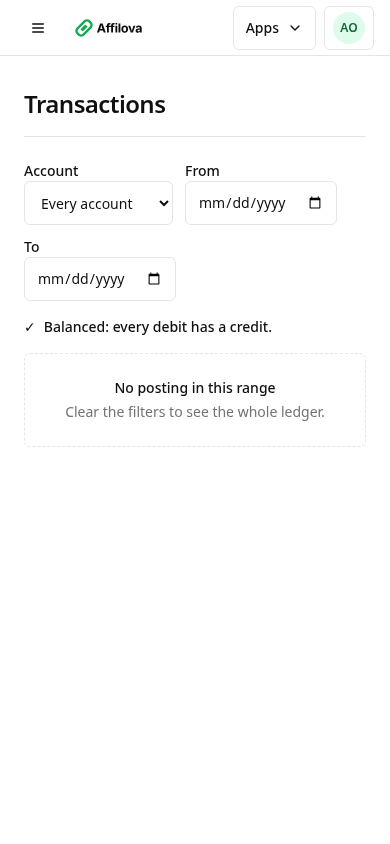 Affilova
Apps
AO
Transactions
Account
From
Every account
mm/dd/yyyy
To
mm/dd/yyyy
✓ Balanced: every debit has a credit.
No posting in this range
Clear the filters to see the whole ledger.